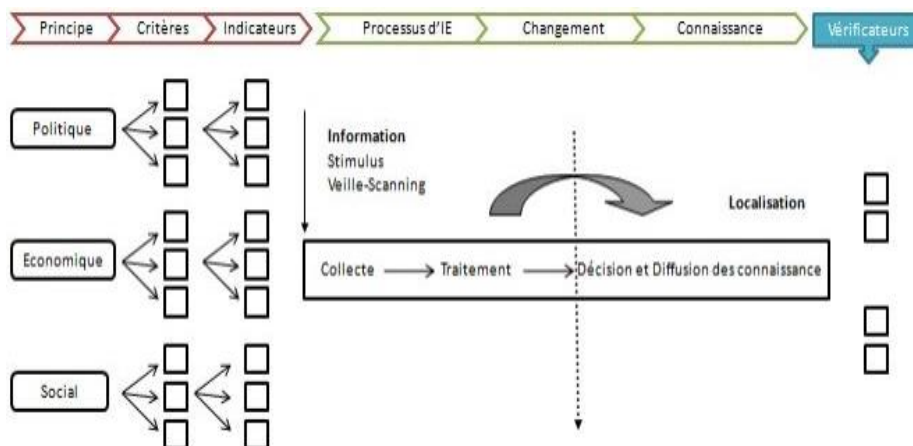 Principe
Critères
Indicateurs
Processus d'IE
Changement
Connaissance
Vérificateurs
Politique
Information
Stimulus
Veille-Scanning
Localisation
Economique
Collecte
Traitement
Décision et Diffusion des connaissance
Social